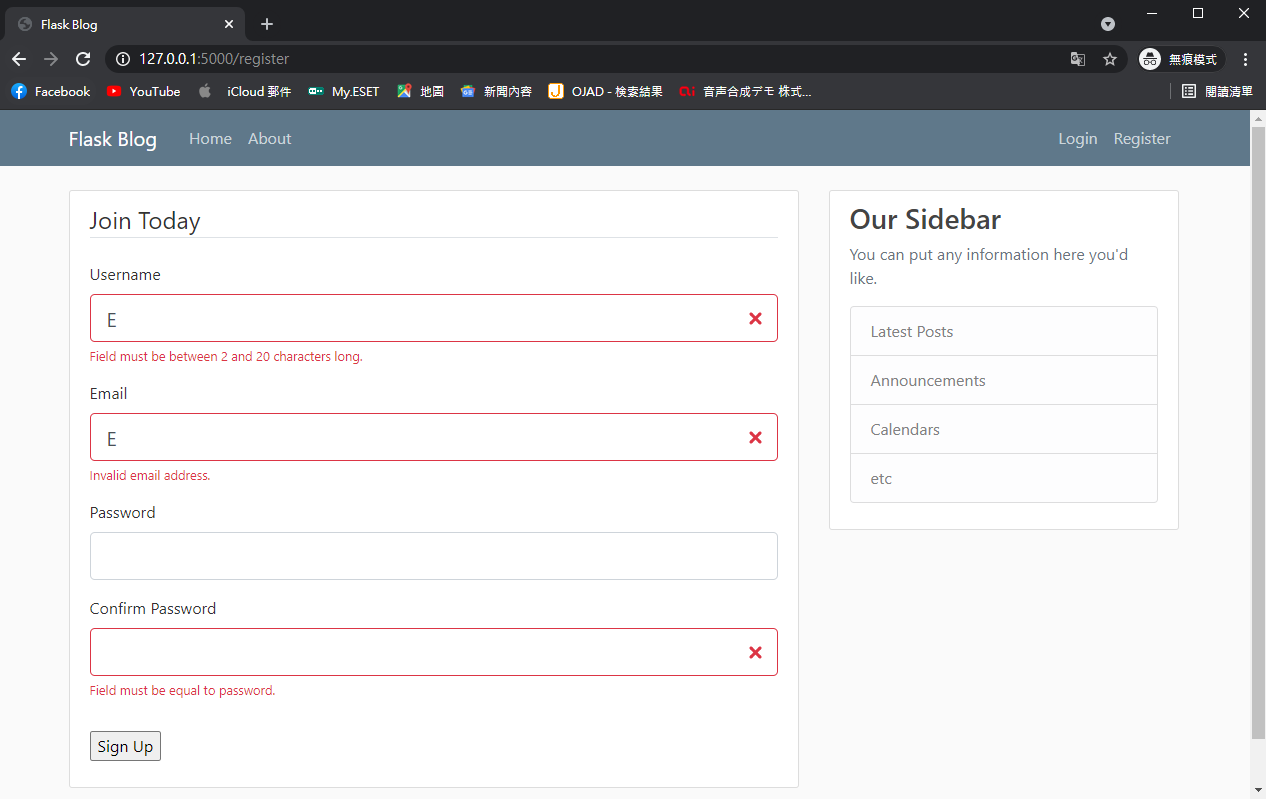 Flask Blog
127.0.0.1:5000/register
無痕模式
Facebook
YouTube
iCloud 郵件
My.ESET
地圖
新聞內容
OJAD - 検索結果
音声合成デモ 株式...
閱讀清單
Flask Blog
Home
About
Login
Register
Join Today
Username
E
Field must be between 2 and 20 characters long.
Email
E
Invalid email address.
Password
Confirm Password
Field must be equal to password.
Sign Up
Our Sidebar
You can put any information here you'd
like.
Latest Posts
Announcements
Calendars
etc